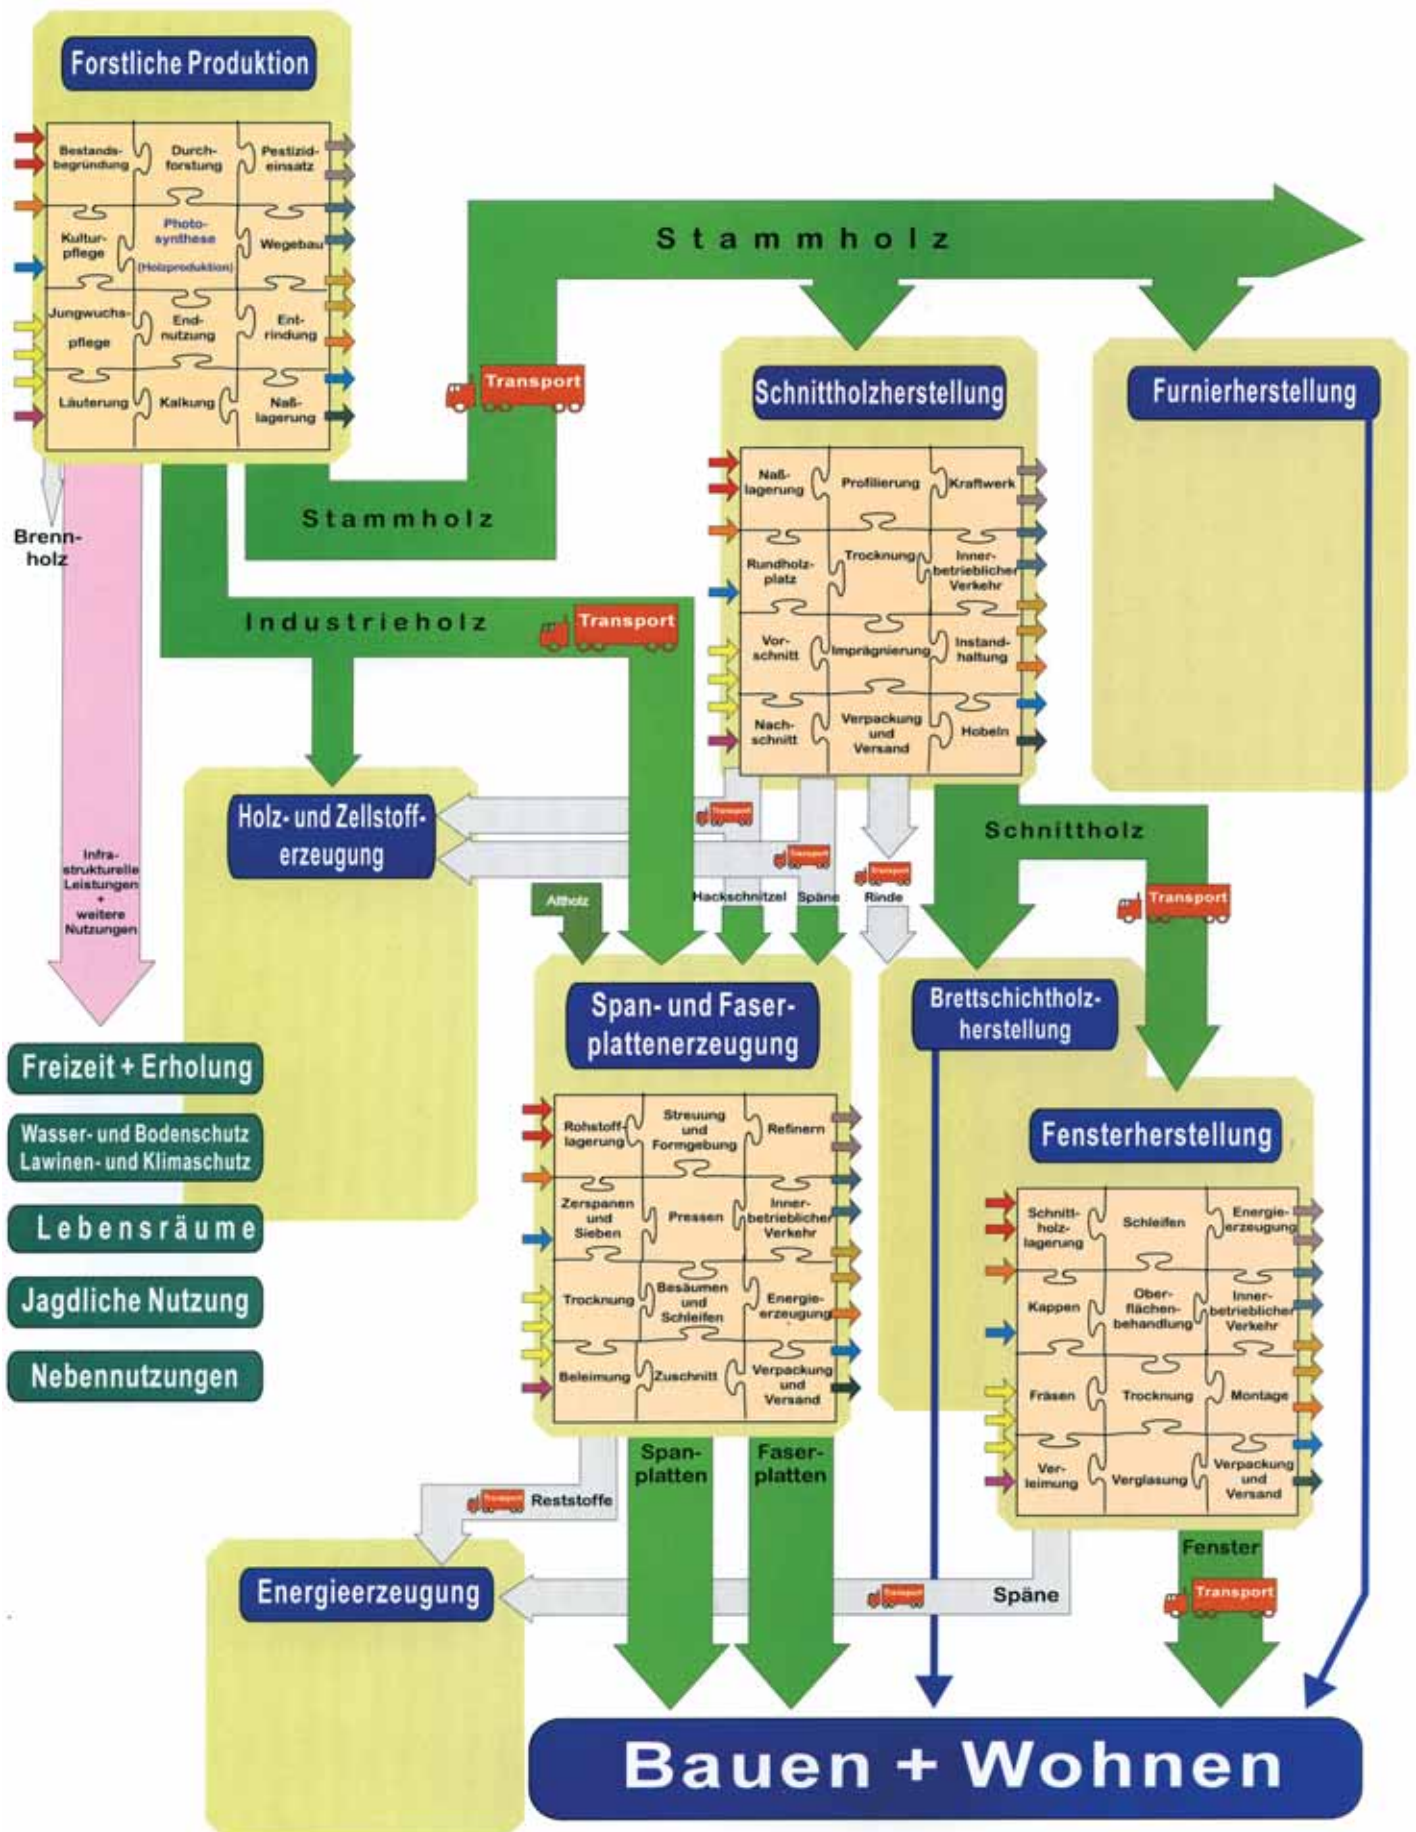 Forstliche Produktion
Bestands-
begründung
Durch-
forstung
Pestizid-
einsatz
Kultur-
pflege
Photo-
synthese
(Holzproduktion)
Wegebau
Jungwuchs-
pflege
End-
nutzung
Ent-
rindung
Läuterung
Kalkung
Naß-
lagerung
Stammholz
Transport
Stammholz
Brenn-
holz
Industrieholz
Transport
Schnittholzherstellung
Naß-
lagerung
Profilierung
Kraftwerk
Rundholz-
platz
Trocknung
Inner-
betrieblicher
Verkehr
Vor-
schnitt
Imprägnierung
Instand-
haltung
Nach-
schnitt
Verpackung
und
Versand
Hobeln
Furnierherstellung
Holz- und Zellstoff-
erzeugung
Transport
Transport
Transport
Altholz
Hackschnitzel
Späne
Rinde
Schnittholz
Transport
Infra-
strukturelle
Leistungen
+
weitere
Nutzungen
Freizeit + Erholung
Wasser- und Bodenschutz
Lawinen- und Klimaschutz
Lebensräume
Jagdliche Nutzung
Nebennutzungen
Span- und Faser-
plattenerzeugung
Rohstoff-
lagerung
Streuung
und
Formgebung
Refinern
Zerspanen
und
Sieben
Pressen
Inner-
betrieblicher
Verkehr
Trocknung
Besäumen
und
Schleifen
Energie-
erzeugung
Beleimung
Zuschnitt
Verpackung
und
Versand
Brettschichtholz-
herstellung
Fensterherstellung
Schnitt-
holz-
lagerung
Schleifen
Energie-
erzeugung
Kappen
Ober-
flächen-
behandlung
Inner-
betrieblicher
Verkehr
Fräsen
Trocknung
Montage
Ver-
leimung
Verglasung
Verpackung
und
Versand
Span-
platten
Faser-
platten
Transport
Reststoffe
Energieerzeugung
Transport
Späne
Fenster
Transport
Bauen + Wohnen